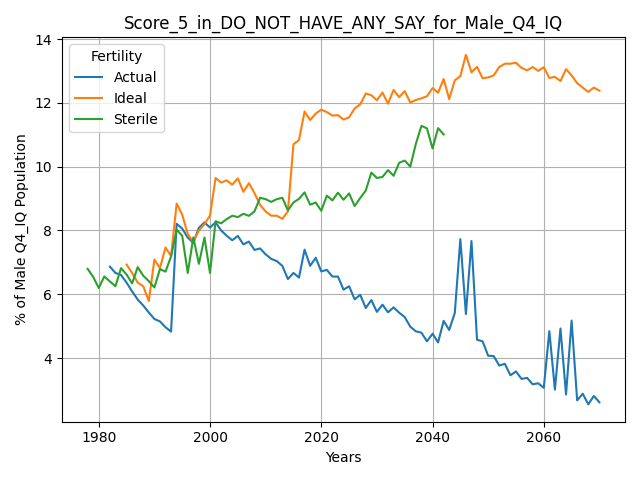 Score_5_in_DO_NOT_HAVE_ANY_SAY_for_Male_Q4_IQ
Fertility
Actual
Ideal
Sterile
% of Male Q4_IQ Population
14
12
10
8
6
4
1980 2000 2020 2040 2060
Years